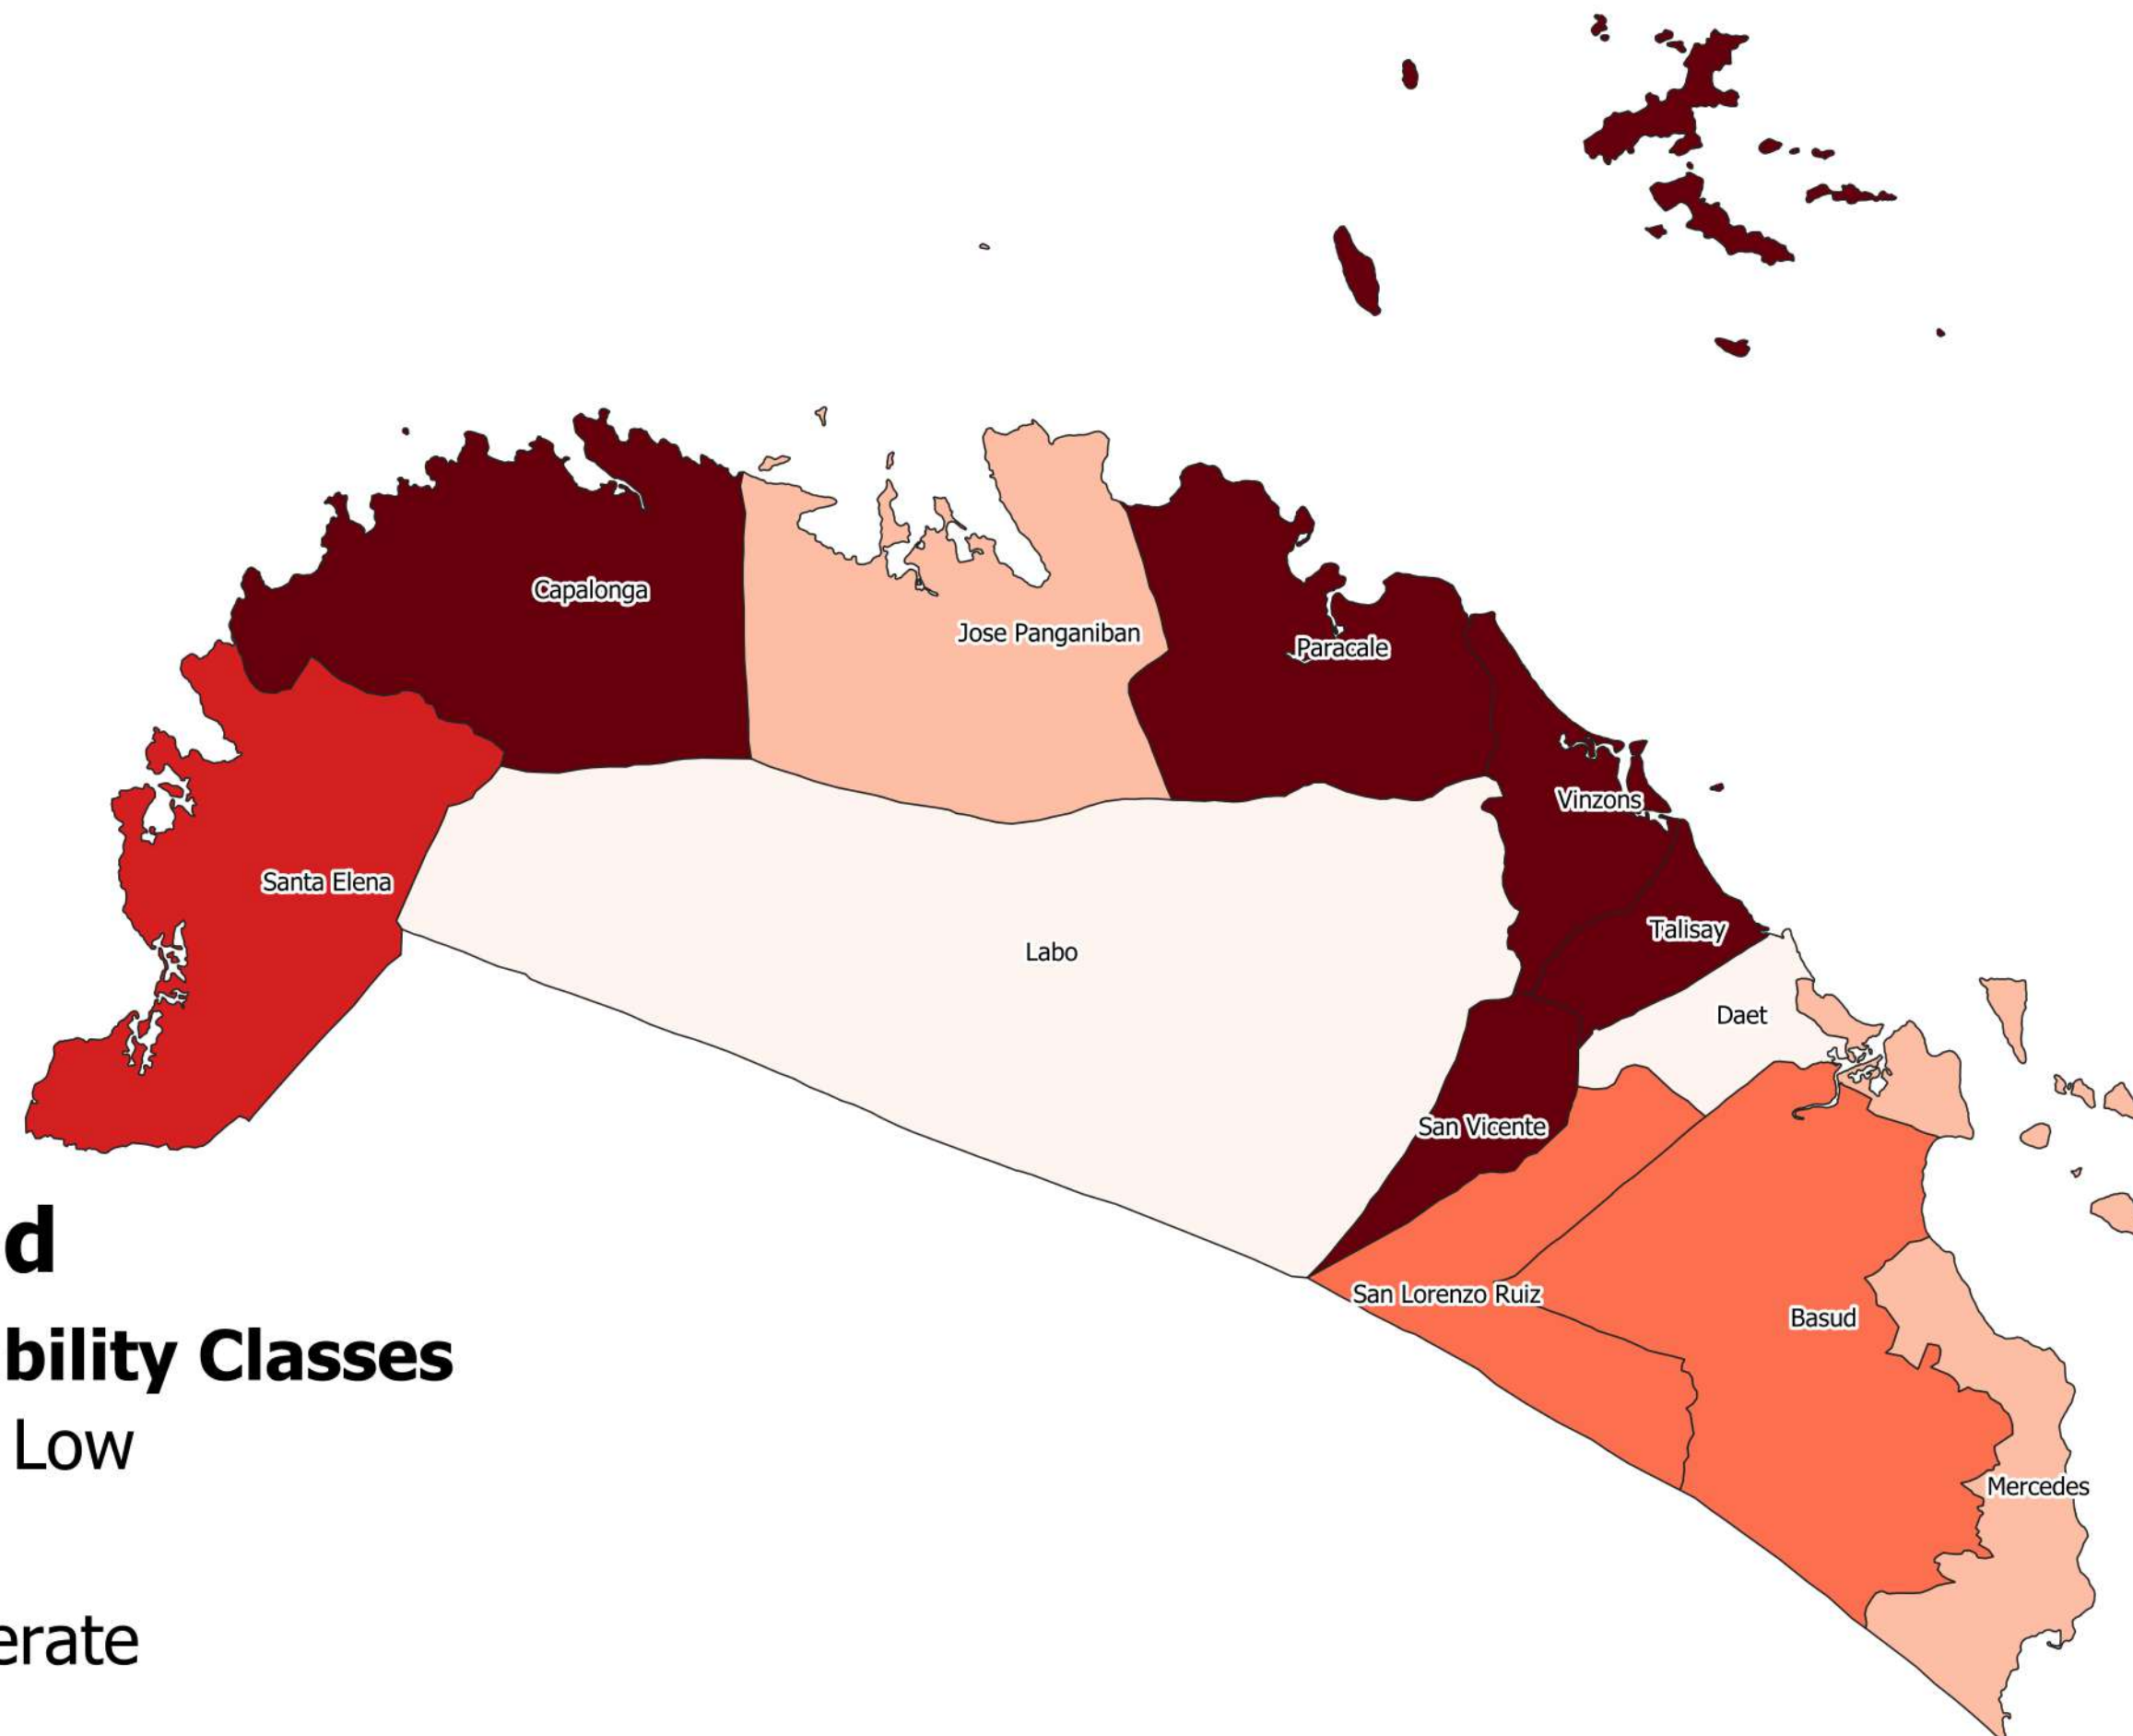 Capalonga
Jose Panganiban
Paracale
Vinzons
Santa Elena
Talisay
Labo
Daet
San Vicente
San Lorenzo Ruiz
Basud
Mercedes
d
bility Classes
Low
erate